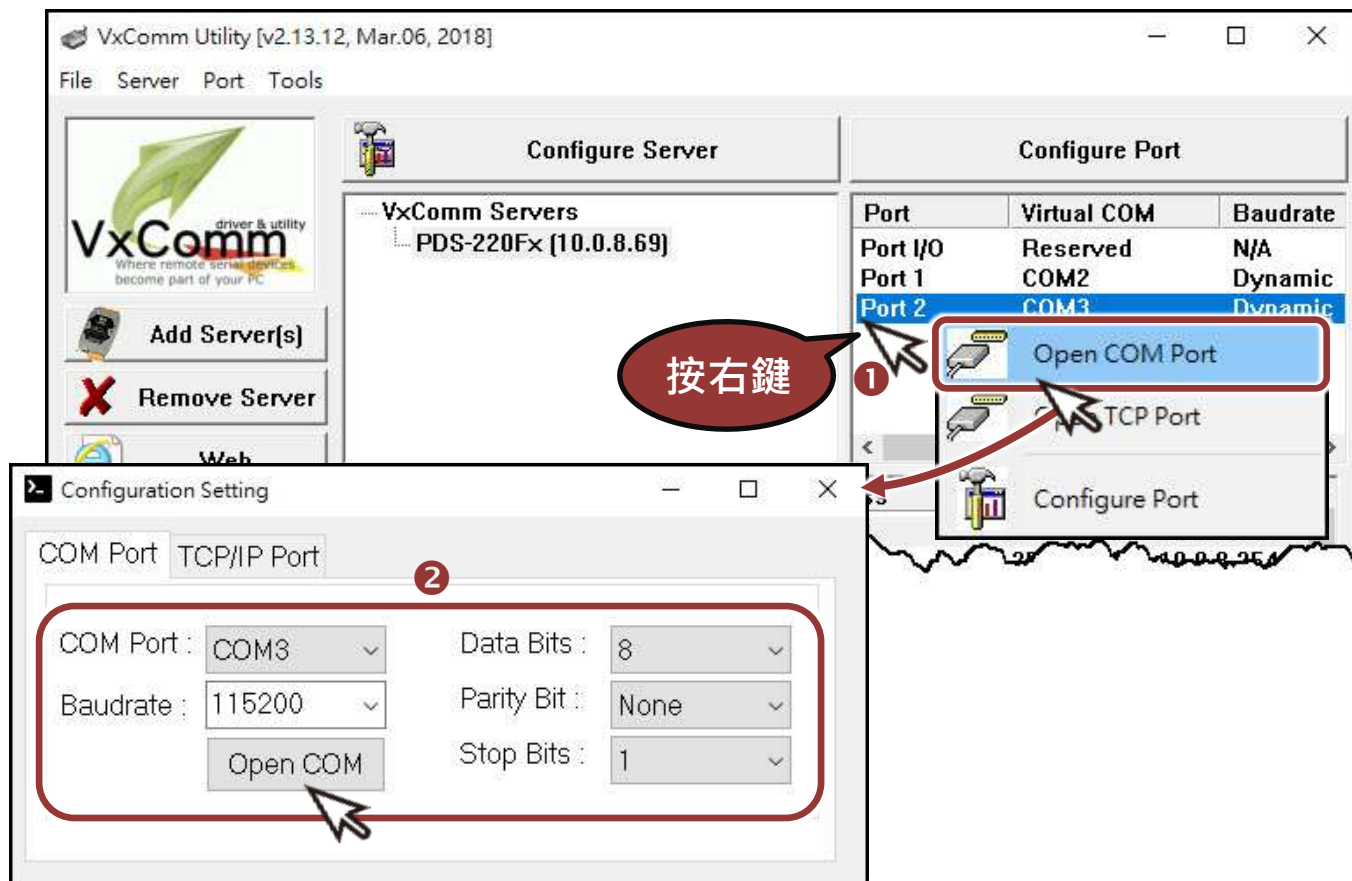 VxComm Utility [v2.13.12, Mar.06, 2018]
File Server Port Tools
VxComm
driver & utility
Where remote serial devices
become part of your PC
Configure Server
Configure Port
VxComm Servers
PDS-220Fx (10.0.8.69)
Port Virtual COM Baudrate
Port I/O Reserved N/A
Port 1 COM2 Dynamic
Port 2 COM3 Dynamic
Add Server(s)
Remove Server
Web
按右鍵
1
Open COM Port
TCP Port
Configure Port
Configuration Setting
COM Port TCP/IP Port
2
COM Port : COM3
Baudrate : 115200
Open COM
Data Bits : 8
Parity Bit : None
Stop Bits : 1